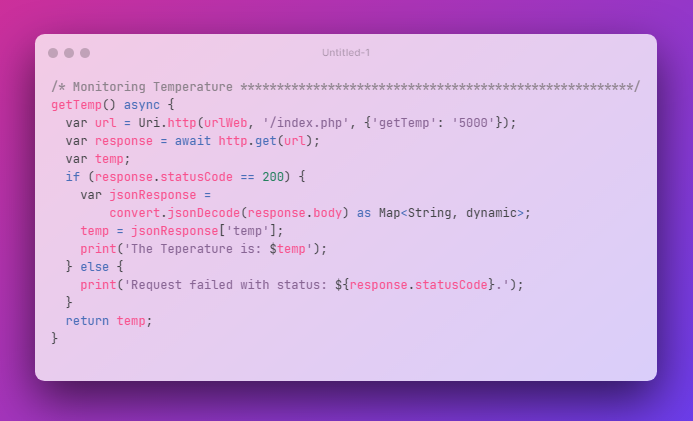 Untitled-1
/* Monitoring Temperature ******************************************************/
getTemp() async {
  var url = Uri.http(urlWeb, '/index.php', {'getTemp': '5000'});
  var response = await http.get(url);
  var temp;
  if (response.statusCode == 200) {
    var jsonResponse =
        convert.jsonDecode(response.body) as Map<String, dynamic>;
    temp = jsonResponse['temp'];
    print('The Teperature is: $temp');
  } else {
    print('Request failed with status: ${response.statusCode}.');
  }
  return temp;
}